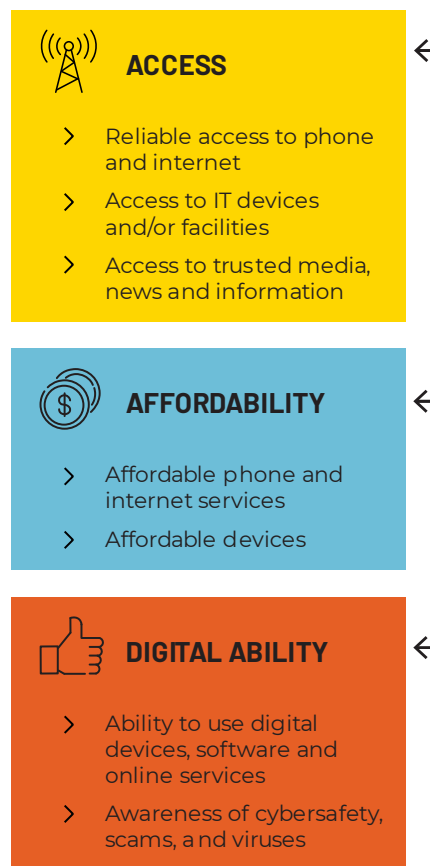 ACCESS
Reliable access to phone
and internet
Access to IT devices
and/or facilities
Access to trusted media,
news and information
$
AFFORDABILITY
Affordable phone and
internet services
Affordable devices
DIGITAL ABILITY
Ability to use digital
devices, software and
online services
Awareness of cybersafety,
scams, and viruses